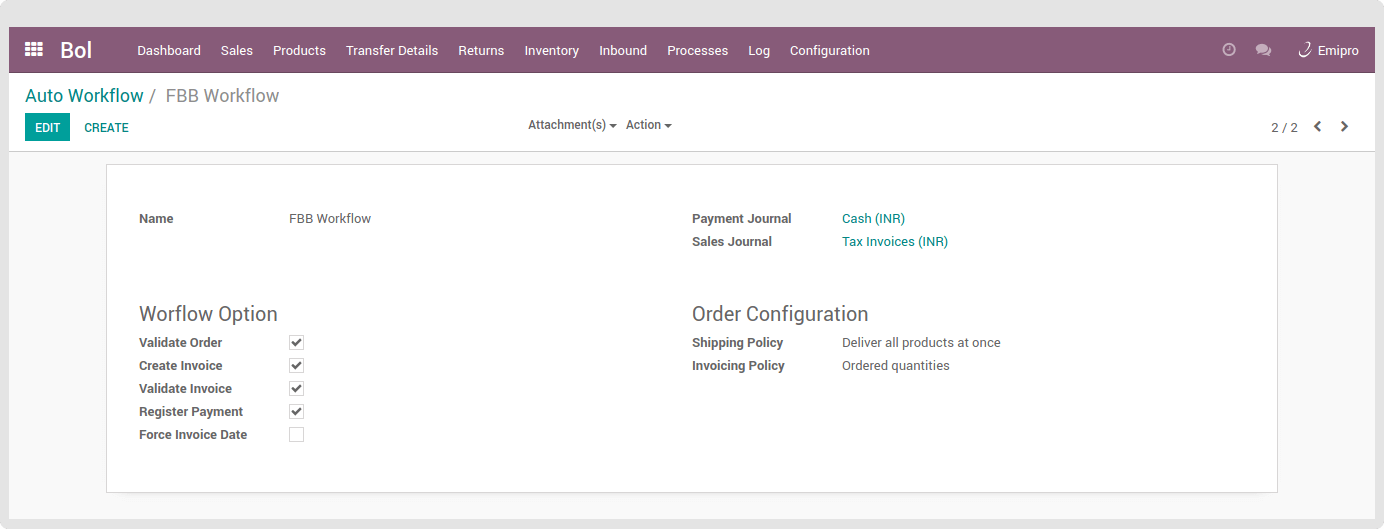 Bol Dashboard Sales Products Transfer Details Returns Inventory Inbound Processes Log Configuration Emipro
Auto Workflow / FBB Workflow
EDIT CREATE Attachment(s) Action 2 / 2
Name FBB Workflow
Payment Journal Cash (INR)
Sales Journal Tax Invoices (INR)
Worflow Option
Validate Order
Create Invoice
Validate Invoice
Register Payment
Force Invoice Date
Order Configuration
Shipping Policy Deliver all products at once
Invoicing Policy Ordered quantities